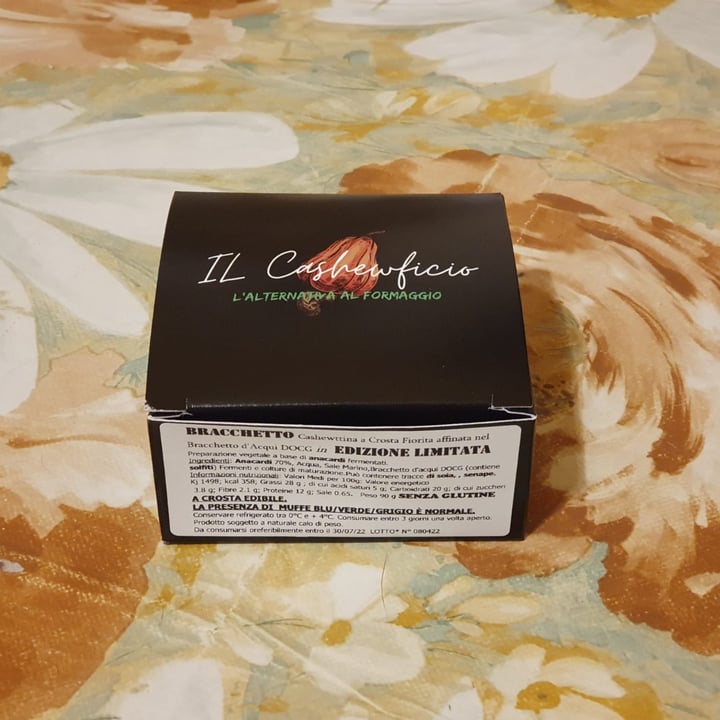 IL Cashewficio
L'ALTERNATIVA AL FORMAGGIO
BRACCHETTO Cashewttina a Crosta Fiorita affinata nel
Bracchetto d'Acqui DOCG in EDIZIONE LIMITATA
Preparazione vegetale a base di anacardi fermentati.
Ingredienti: Anacardi 70%, Acqua, Sale Marino,Bracchetto d'acqui DOCG (contiene
solfiti) Fermenti e colture di maturazione.Può contenere tracce di soia, , senape.
Informazioni nutrizionali: Valori Medi per 100g: Valore energetico
Kj 1498; kcal 358; Grassi 28 g ; di cui acidi saturi 5 g; Carboidrati 20 g; di cui zuccheri
3.8 g; Fibre 2.1 g; Proteine 12 g; Sale 0.65. Peso 90 g SENZA GLUTINE
A CROSTA EDIBILE.
LA PRESENZA DI MUFFE BLU/VERDE/GRIGIO È NORMALE.
Conservare refrigerato tra 0°C e + 4°C. Consumare entro 3 giorni una volta aperto.
Prodotto soggetto a naturale calo di peso.
Da consumarsi preferibilmente entro il 30/07/22 LOTTO* N° 080422